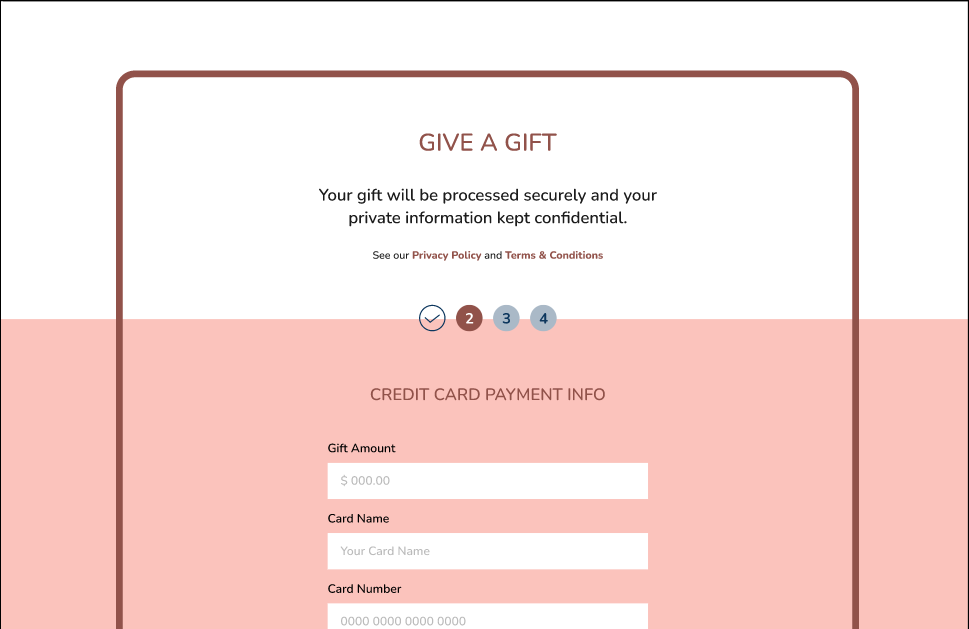 GIVE A GIFT
Your gift will be processed securely and your
private information kept confidential.
See our Privacy Policy and Terms & Conditions
2 3 4
CREDIT CARD PAYMENT INFO
Gift Amount
$ 000.00
Card Name
Your Card Name
Card Number
0000 0000 0000 0000